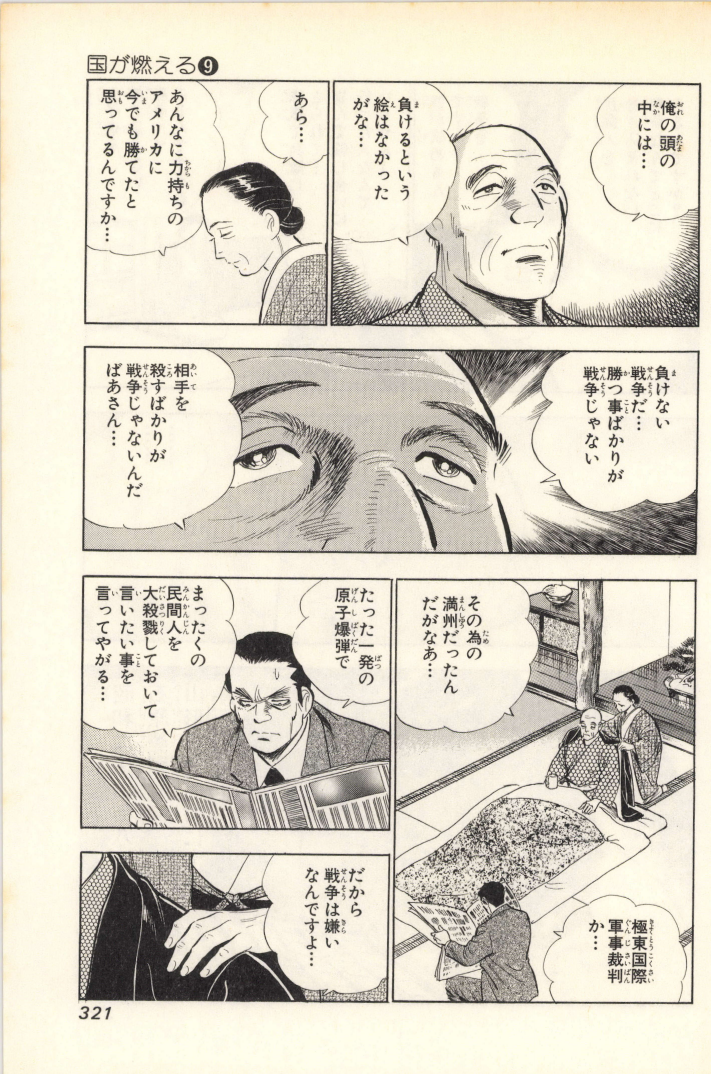 国が燃える❾
俺の頭の
中には…
負けるという
絵はなかった
がな…
あら…
あんなに力持ちの
アメリカに
今でも勝てたと
思ってるんですか…
負けない
戦争だ…
勝つ事ばかりが
戦争じゃない
相手を
殺すばかりが
戦争じゃないんだ
ばあさん…
その為の
満州だったん
だがなあ…
極東国際
軍事裁判
か…
たった一発の
原子爆弾で
まったくの
民間人を
大殺戮しておいて
言いたい事を
言ってやがる…
だから
戦争は嫌い
なんですよ…
321